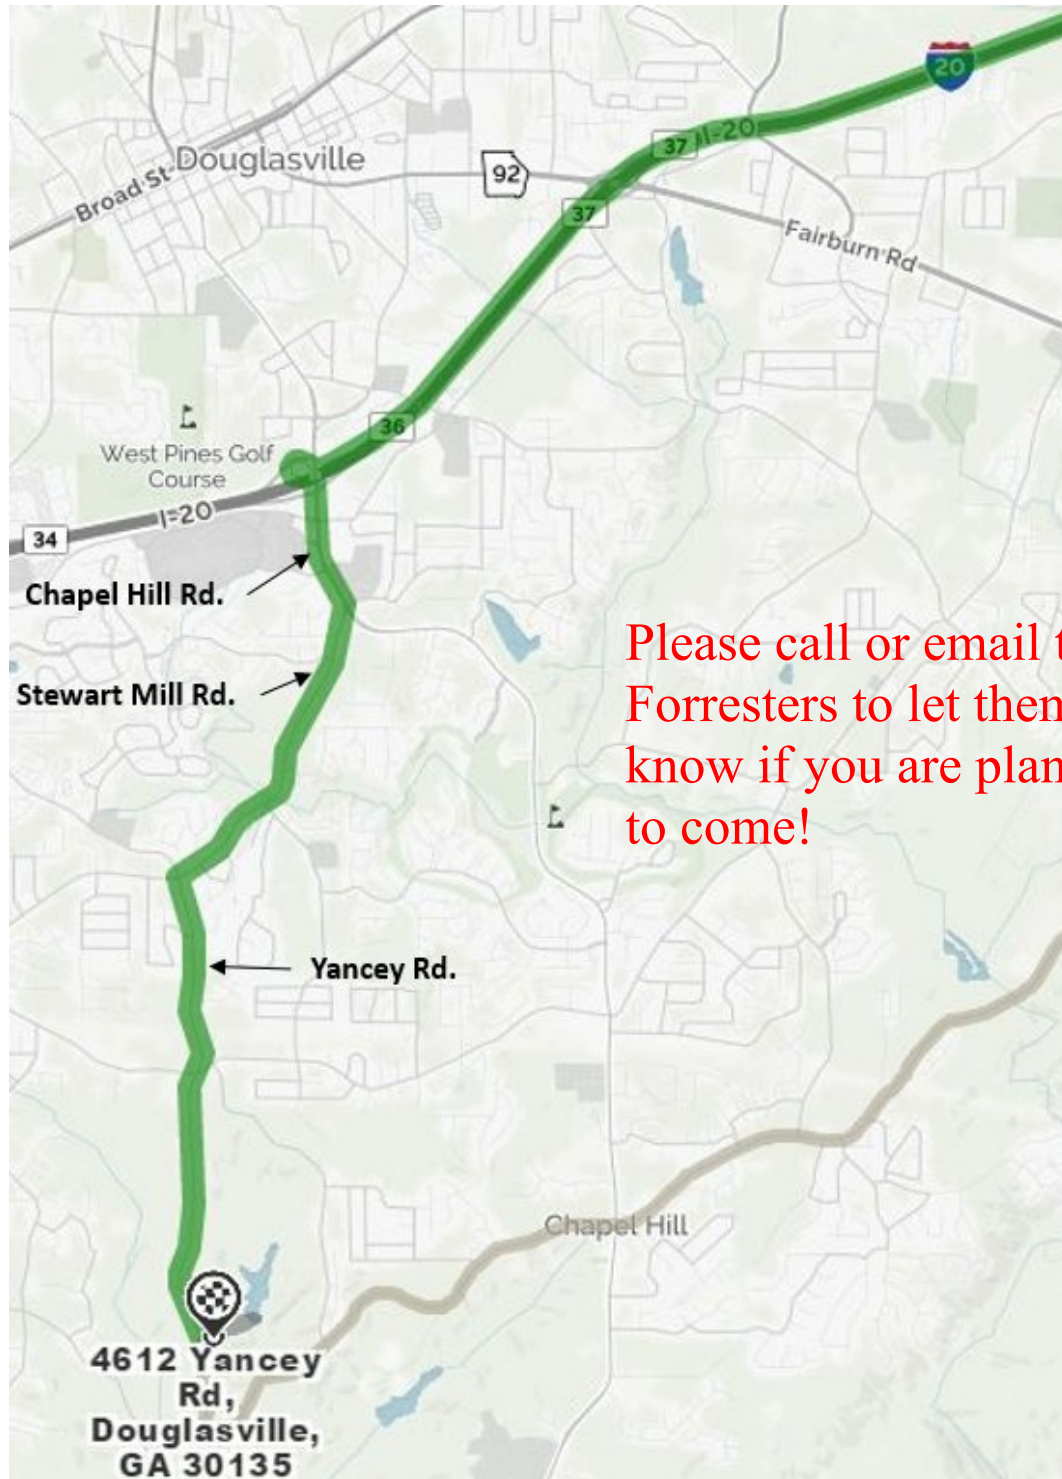 20
I-20
37
Douglasville
92
Broad St
37
Fairburn Rd
36
West Pines Golf
Course
I-20
34
Chapel Hill Rd.
Please call or email t
Forresters to let them
know if you are plan
to come!
Stewart Mill Rd.
Yancey Rd.
Chapel Hill
4612 Yancey
Rd,
Douglasville,
GA 30135